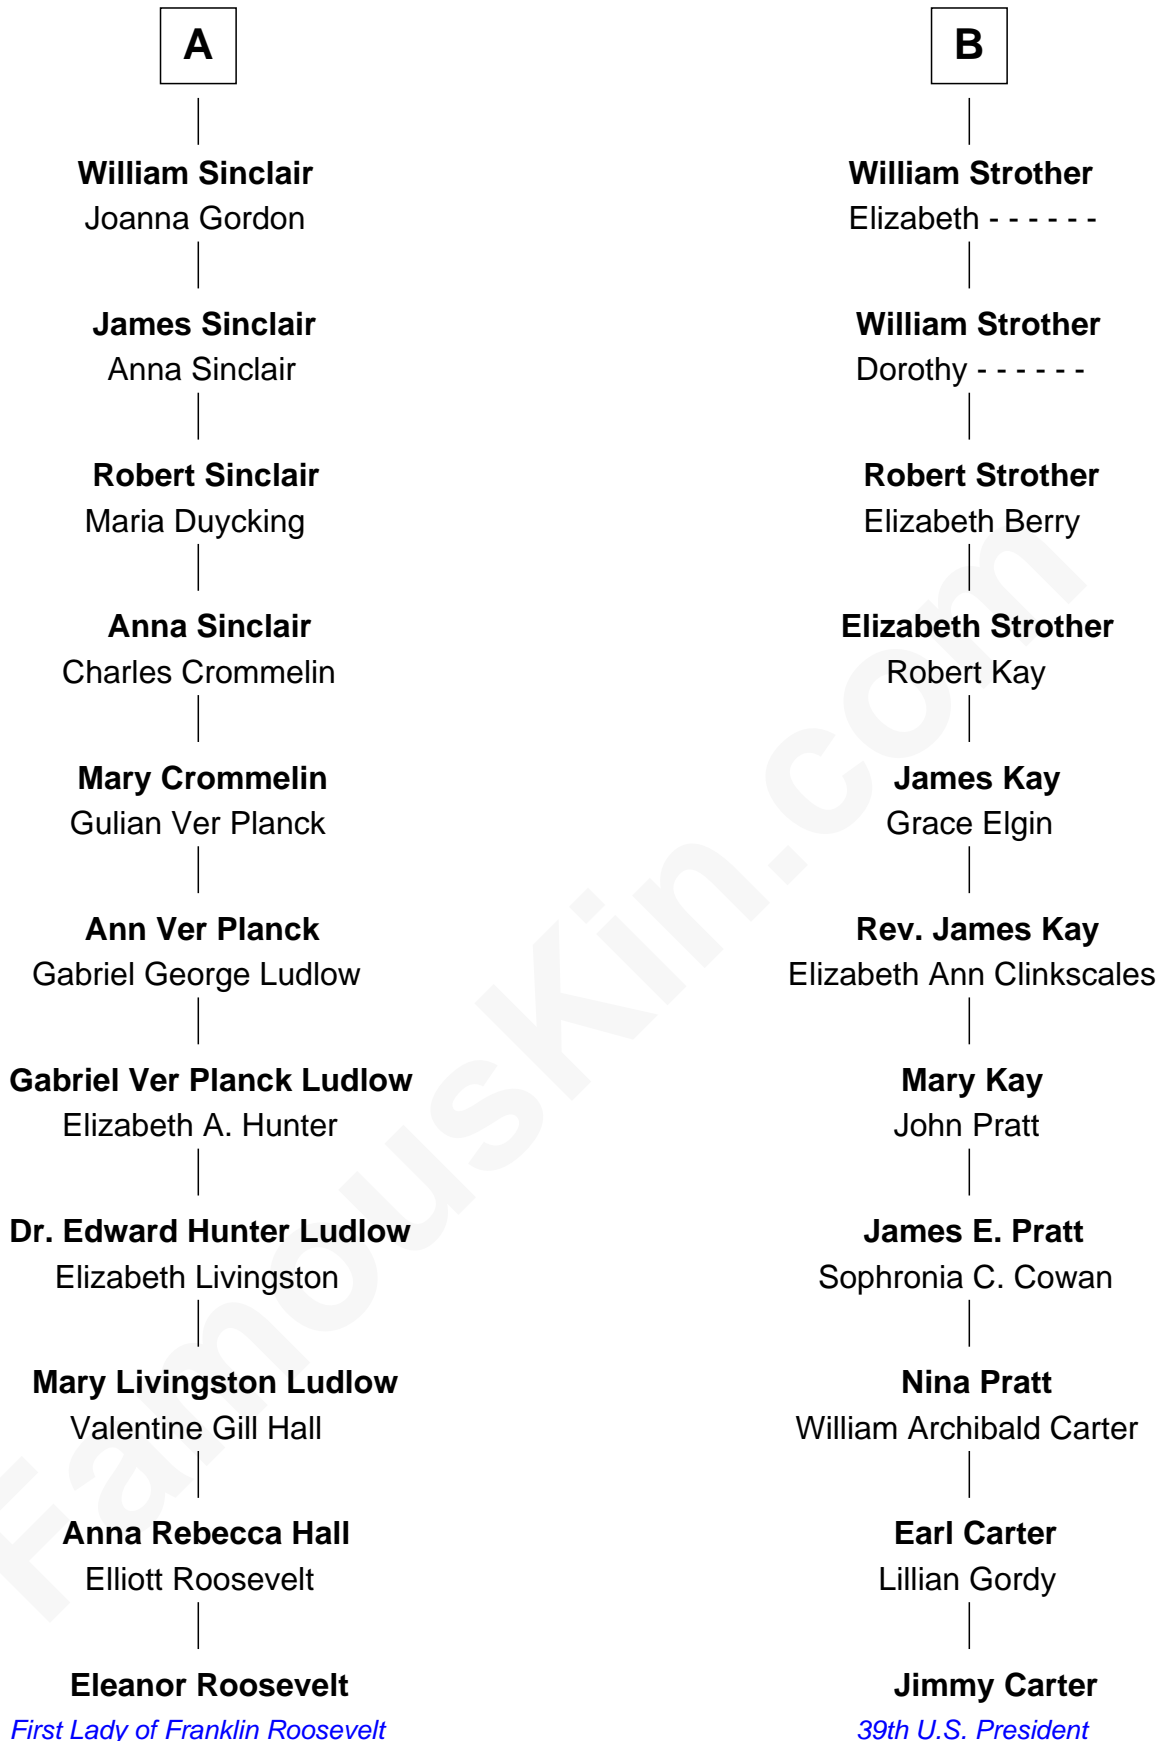 A
William Sinclair
Joanna Gordon
James Sinclair
Anna Sinclair
Robert Sinclair
Maria Duycking
Anna Sinclair
Charles Crommelin
Mary Crommelin
Gulian Ver Planck
Ann Ver Planck
Gabriel George Ludlow
Gabriel Ver Planck Ludlow
Elizabeth A. Hunter
Dr. Edward Hunter Ludlow
Elizabeth Livingston
Mary Livingston Ludlow
Valentine Gill Hall
Anna Rebecca Hall
Elliott Roosevelt
Eleanor Roosevelt
First Lady of Franklin Roosevelt
B
William Strother
Elizabeth - - - - - -
William Strother
Dorothy - - - - - -
Robert Strother
Elizabeth Berry
Elizabeth Strother
Robert Kay
James Kay
Grace Elgin
Rev. James Kay
Elizabeth Ann Clinkscales
Mary Kay
John Pratt
James E. Pratt
Sophronia C. Cowan
Nina Pratt
William Archibald Carter
Earl Carter
Lillian Gordy
Jimmy Carter
39th U.S. President
FamousKin.com